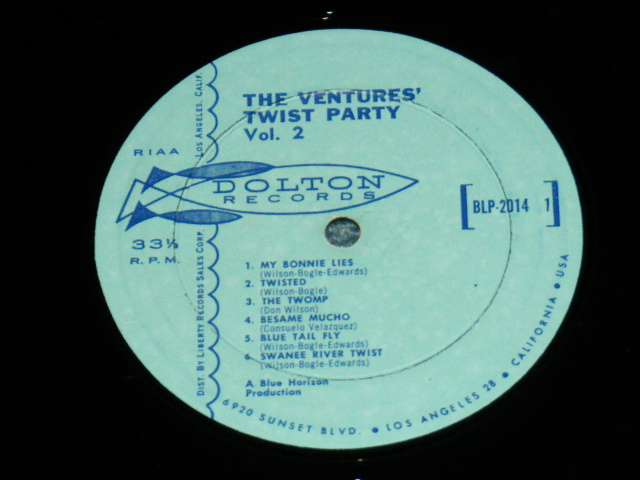 THE VENTURES'
TWIST PARTY
Vol. 2
RIAA
DOLTON
RECORDS
33⅓
R.P.M.
[BLP-2014 1]
1. MY BONNIE LIES
(Wilson-Bogle-Edwards)
2. TWISTED
(Wilson-Bogle)
3. THE TWOMP
(Don Wilson)
4. BESAME MUCHO
(Consuelo Velazquez)
5. BLUE TAIL FLY
(Wilson-Bogle-Edwards)
6. SWANEE RIVER TWIST
(Wilson-Bogle-Edwards)
A Blue Horizon
Production
DIST. BY LIBERTY RECORDS SALES CORP.
LOS ANGELES, CALIF.
6920 SUNSET BLVD. • LOS ANGELES 28 • CALIFORNIA • USA